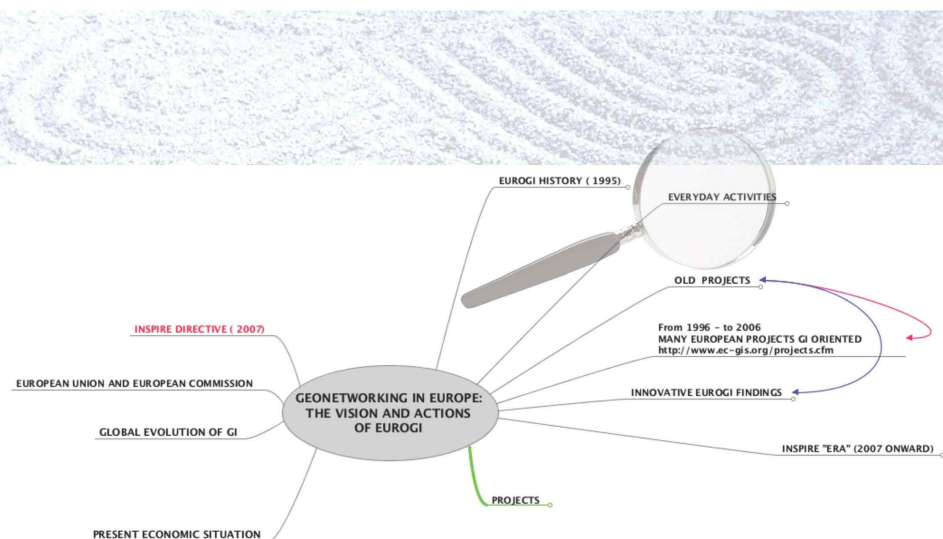 EUROGI HISTORY ( 1995)
EVERYDAY ACTIVITIES
OLD PROJECTS
INSPIRE DIRECTIVE ( 2007)
From 1996 - to 2006
MANY EUROPEAN PROJECTS GI ORIENTED
http://www.ec-gis.org/projects.cfm
EUROPEAN UNION AND EUROPEAN COMMISSION
INNOVATIVE EUROGI FINDINGS
GEONETWORKING IN EUROPE:
THE VISION AND ACTIONS
OF EUROGI
GLOBAL EVOLUTION OF GI
INSPIRE "ERA" (2007 ONWARD)
PROJECTS
PRESENT ECONOMIC SITUATION